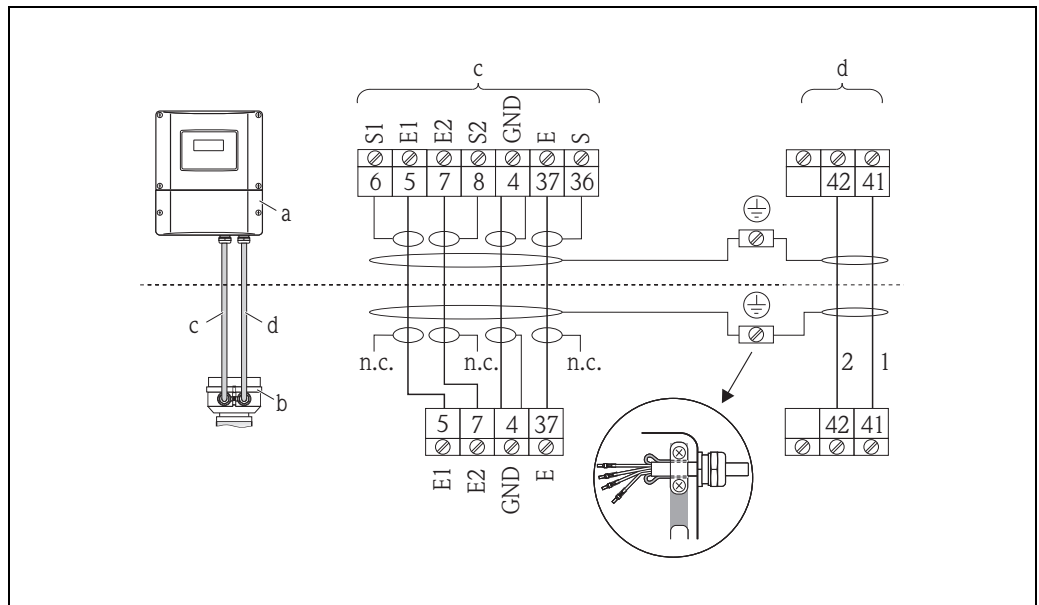 c
d
S1 E1 E2 S2 GND E S
6 5 7 8 4 37 36
42 41
a
c
d
b
n.c. n.c. n.c.
2 1
5 7 4 37
42 41
E1 E2 GND E